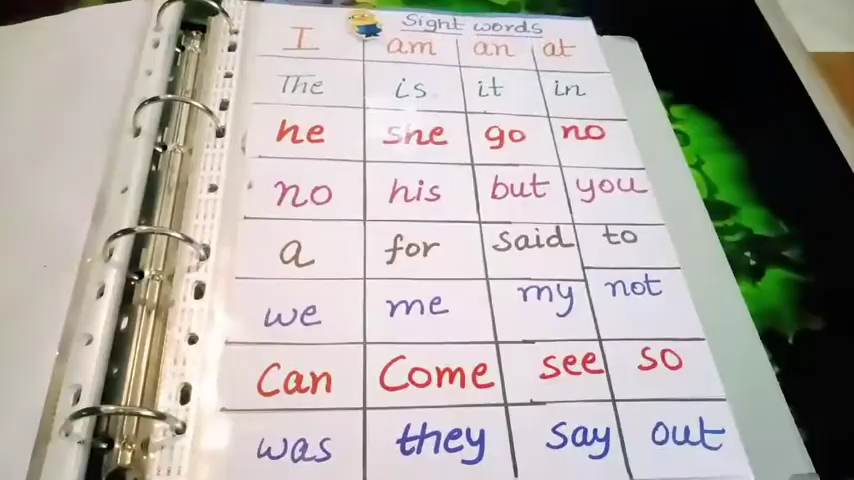 Sight words
I am an at
The is it in
he she go no
no his but you
a for said to
we me my not
Can Come see so
was they say out